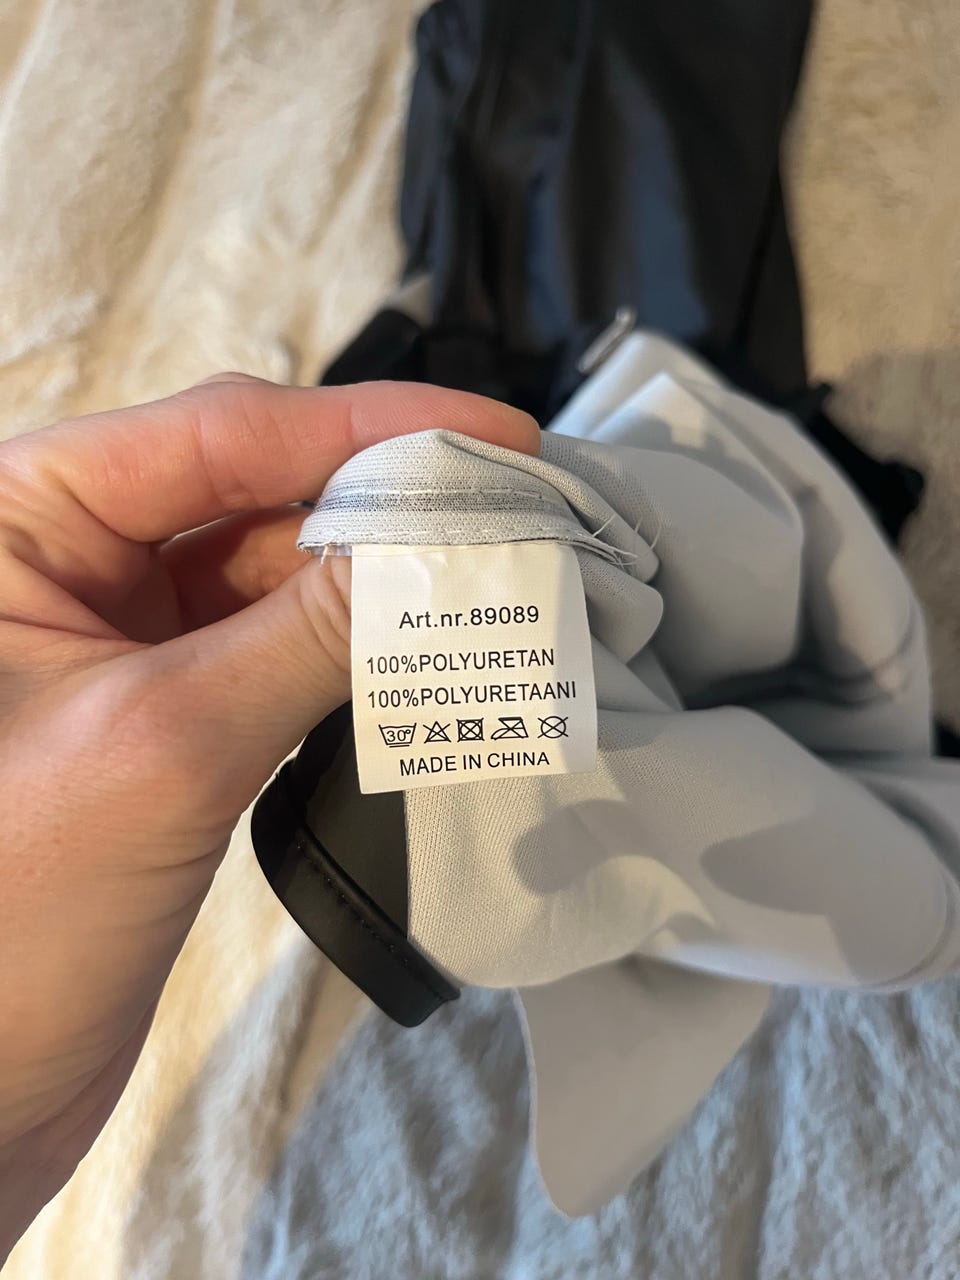 Art.nr.89089
100%POLYURETAN
100%POLYURETAANI
30°
MADE IN CHINA